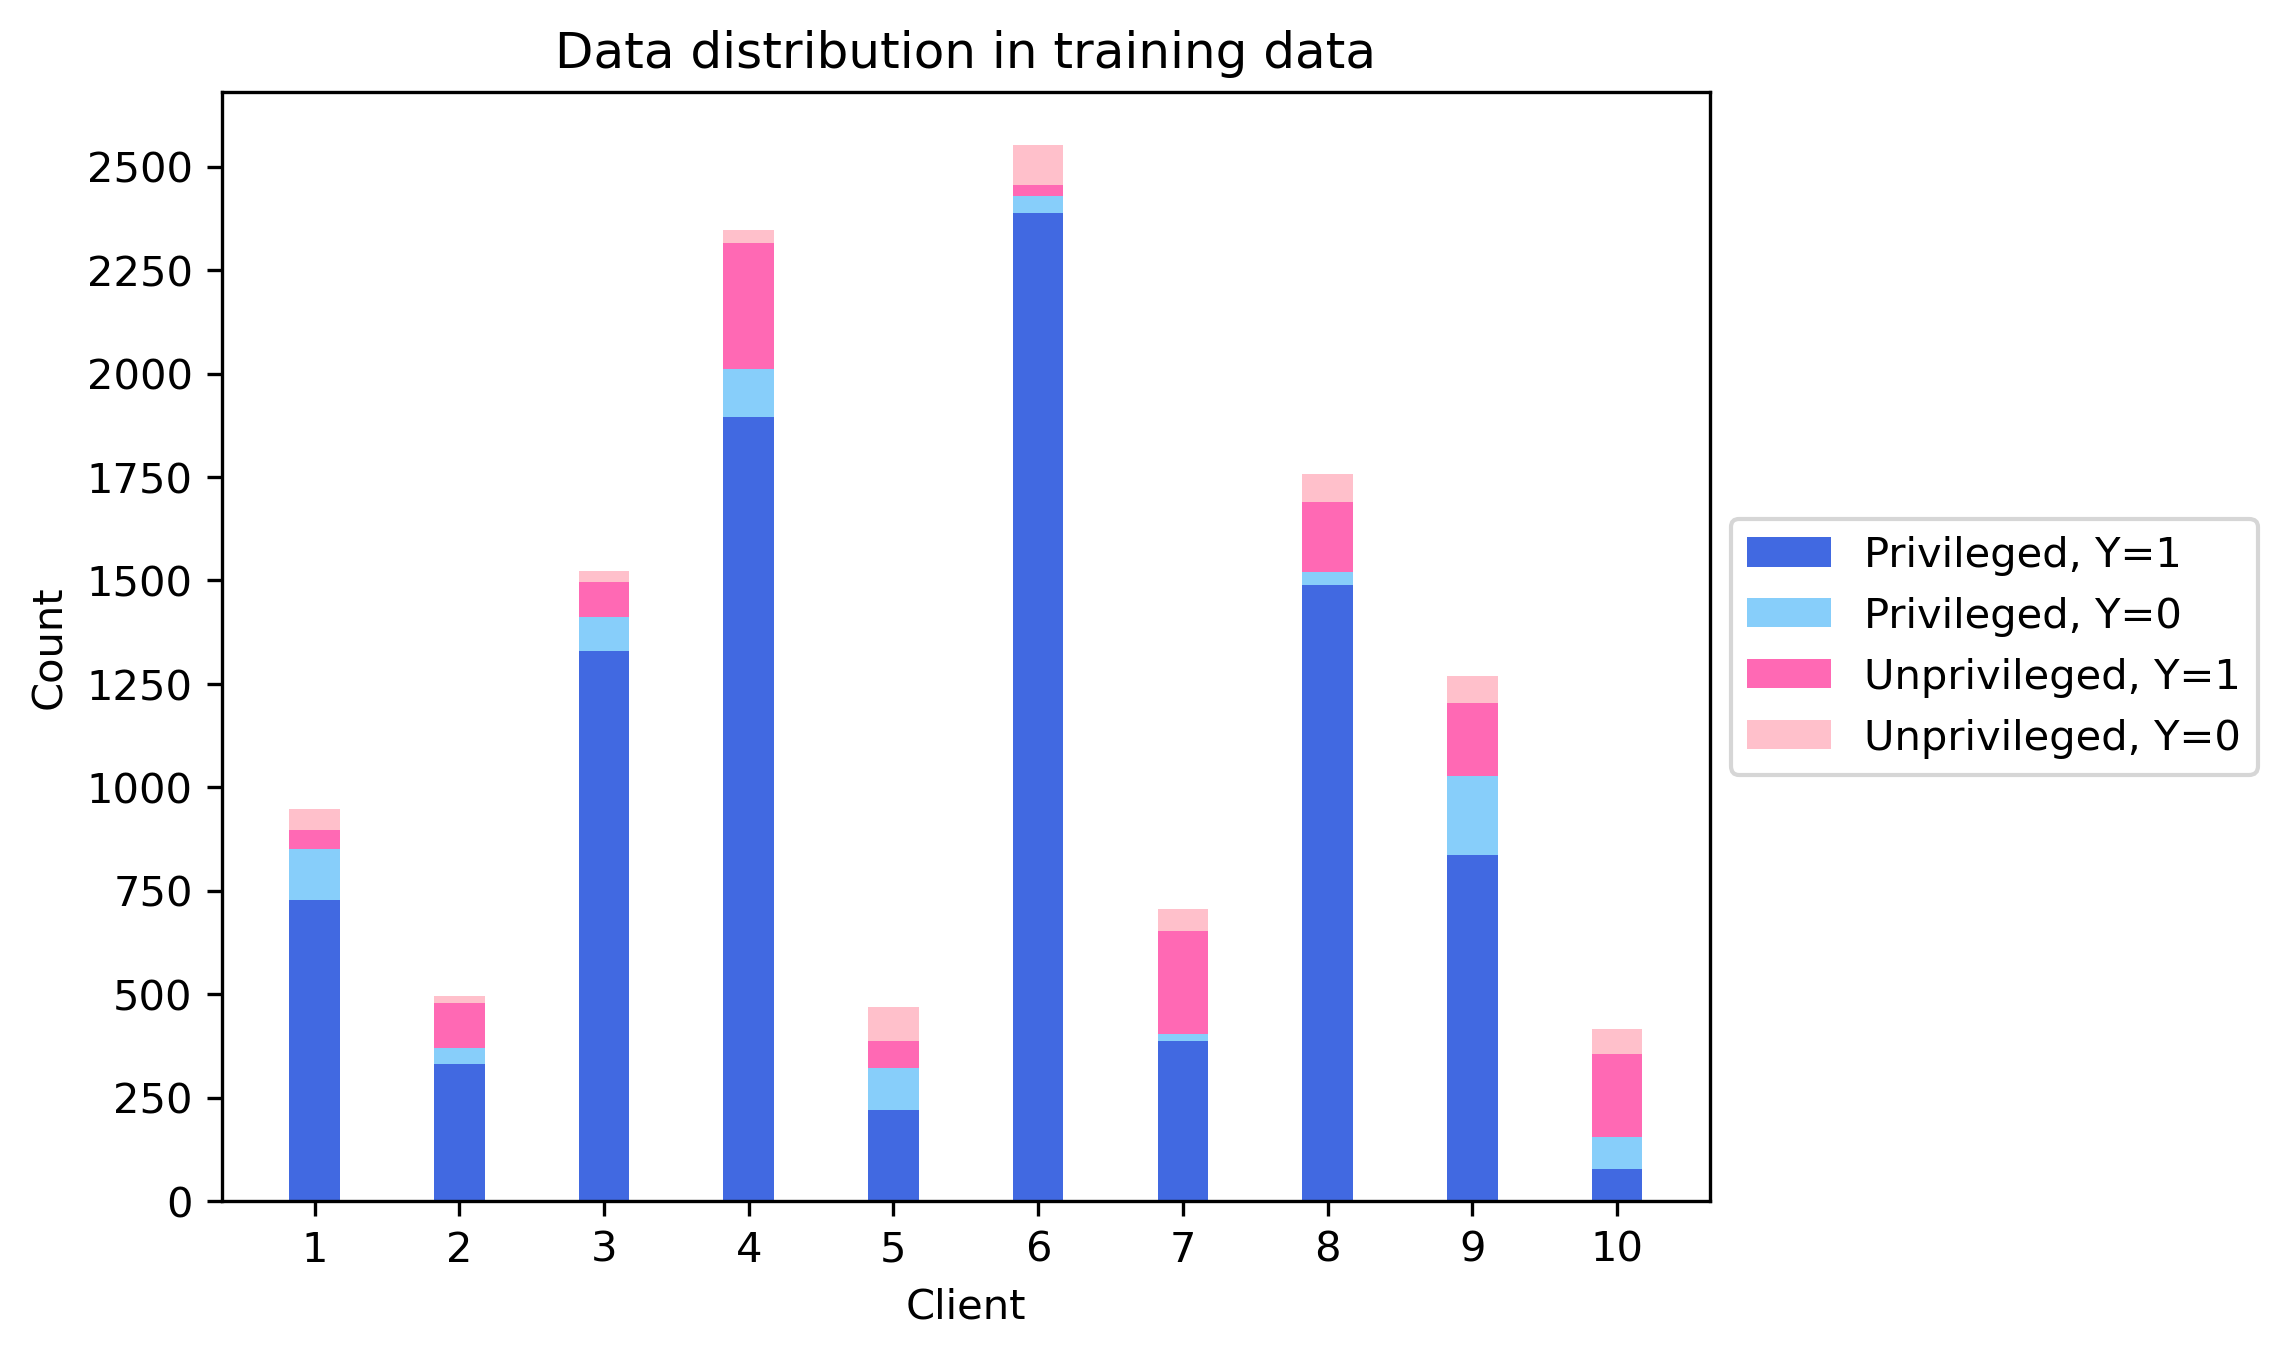 Data distribution in training data
2500
2250
2000
1750
1500
1250
1000
750
500
250
0
Count
1 2 3 4 5 6 7 8 9 10
Client
Privileged, Y=1
Privileged, Y=0
Unprivileged, Y=1
Unprivileged, Y=0